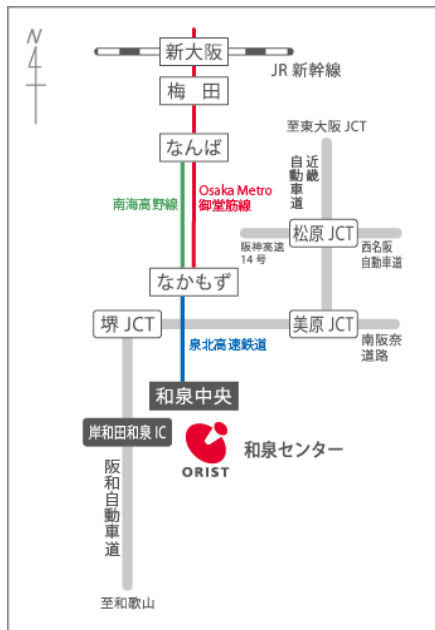 N
新大阪
JR 新幹線
梅　田
なんば
至東大阪 JCT
近畿
自動車道
南海高野線
Osaka Metro
御堂筋線
松原 JCT
阪神高速
14 号
西名阪
自動車道
なかもず
堺 JCT
美原 JCT
泉北高速鉄道
南阪奈
道路
和泉中央
岸和田和泉 IC
ORIST
和泉センター
阪和自動車道
至和歌山